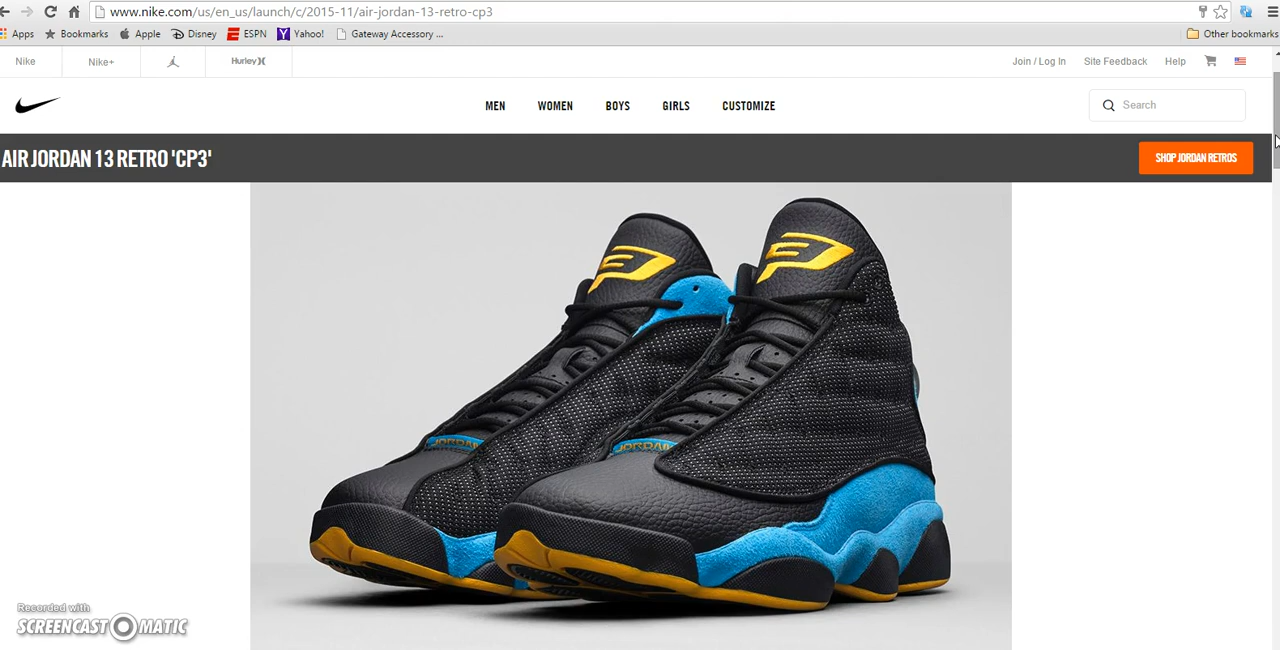 www.nike.com/us/en_us/launch/c/2015-11/air-jordan-13-retro-cp3
Apps Bookmarks Apple Disney ESPN Yahoo! Gateway Accessory ... Other bookmarks
Nike Nike+ Hurley Join / Log In Site Feedback Help
MEN WOMEN BOYS GIRLS CUSTOMIZE Search
AIR JORDAN 13 RETRO 'CP3' SHOP JORDAN RETROS
JORDAN JORDAN
Recorded with
SCREENCAST O MATIC